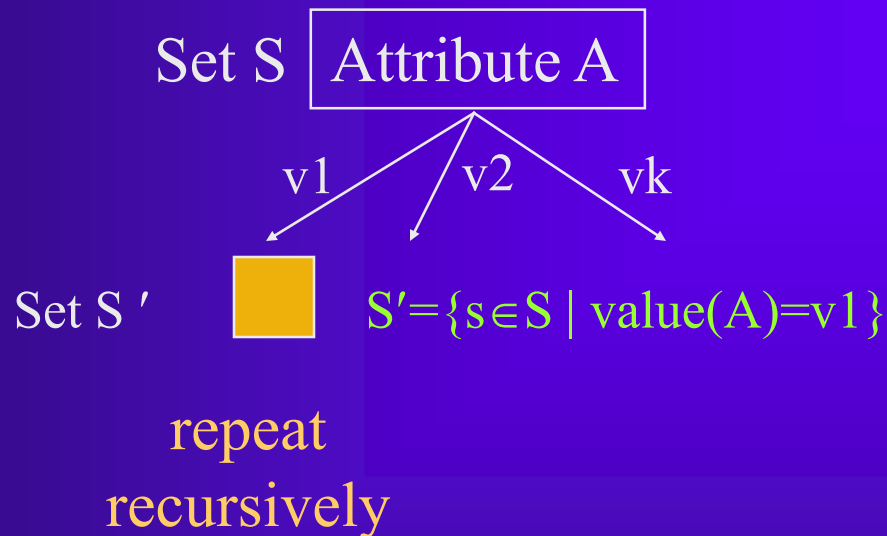 Set S Attribute A
v1 v2 vk
Set S ′ S′={s∈S | value(A)=v1}
repeat
recursively